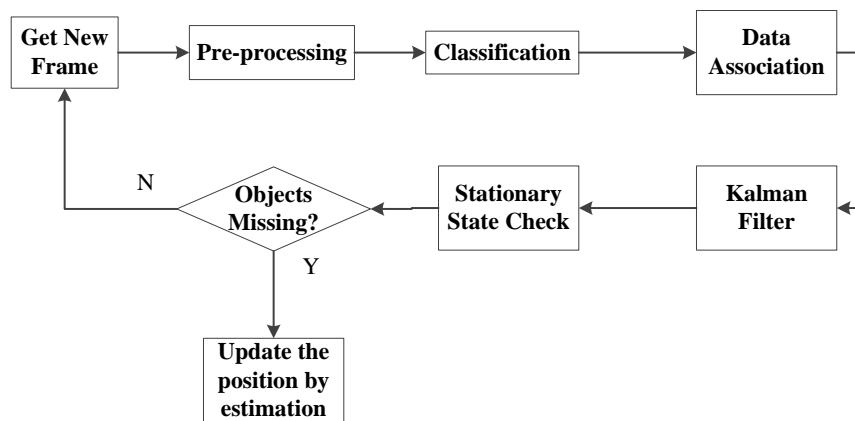 Get New
Frame
Pre-processing
Classification
Data
Association
Kalman
Filter
Stationary
State Check
Objects
Missing?
N
Y
Update the
position by
estimation